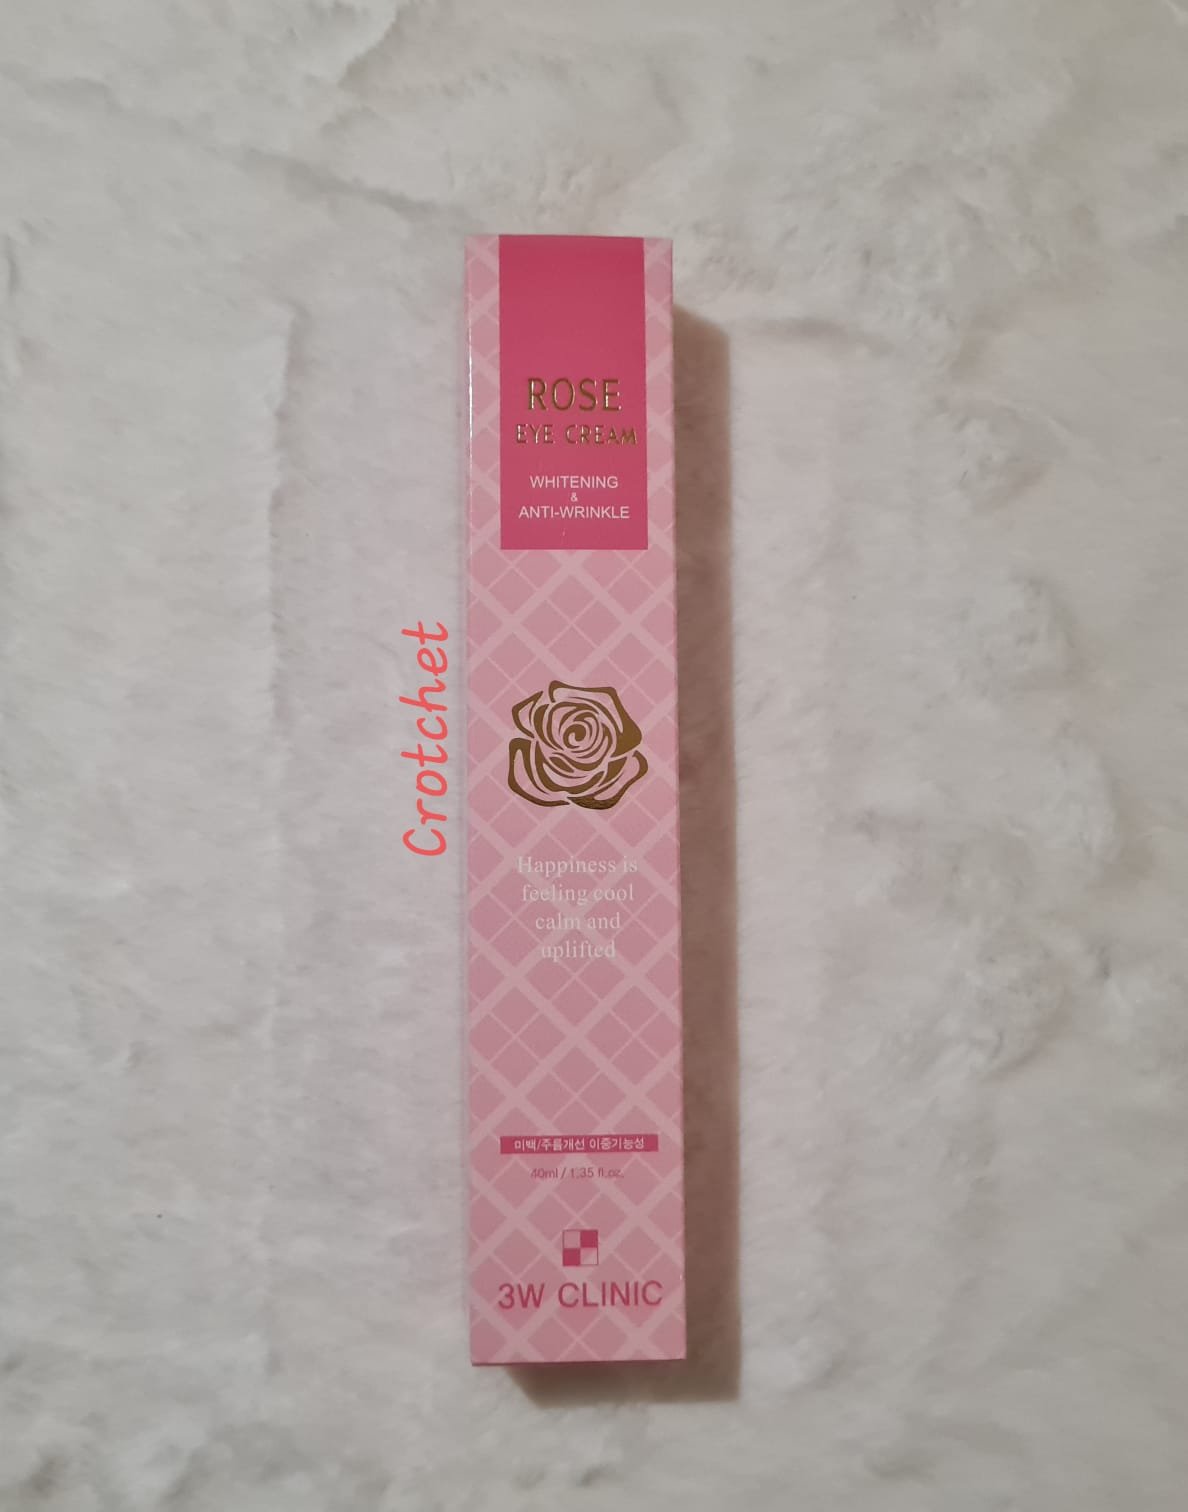 ROSE
EYE CREAM
WHITENING
&
ANTI-WRINKLE
Crotchet
Happiness is
feeling cool
calm and
uplifted
미백/주름개선 이중기능성
40ml / 1.35 fl.oz.
3W CLINIC